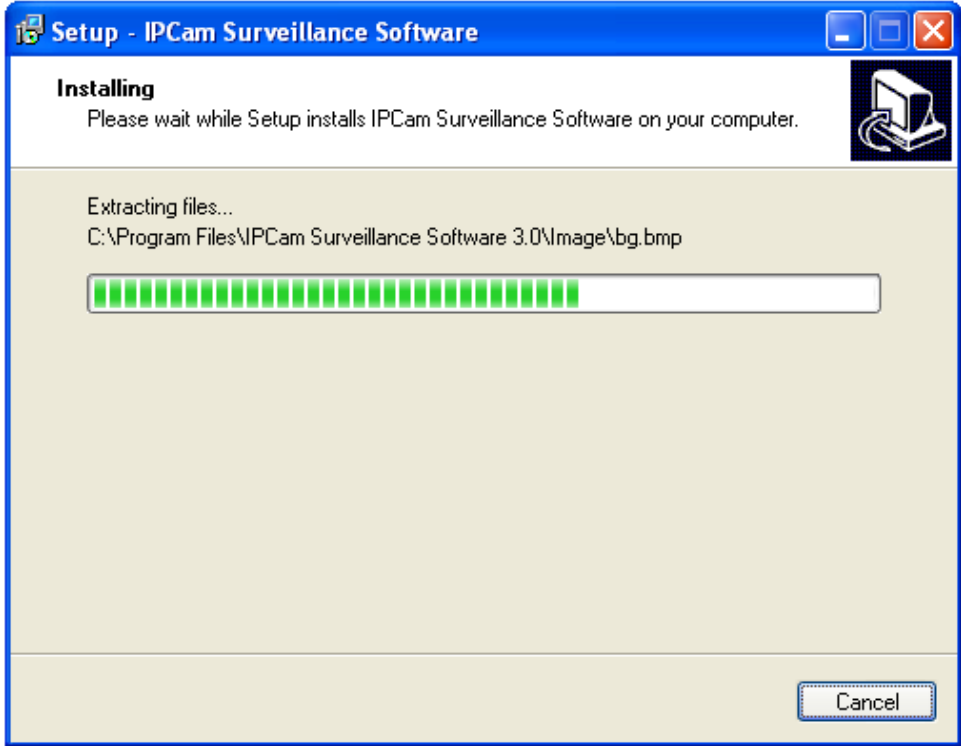 Setup - IPCam Surveillance Software
Installing
Please wait while Setup installs IPCam Surveillance Software on your computer.
Extracting files...
C:\Program Files\IPCam Surveillance Software 3.0\Image\bg.bmp
Cancel